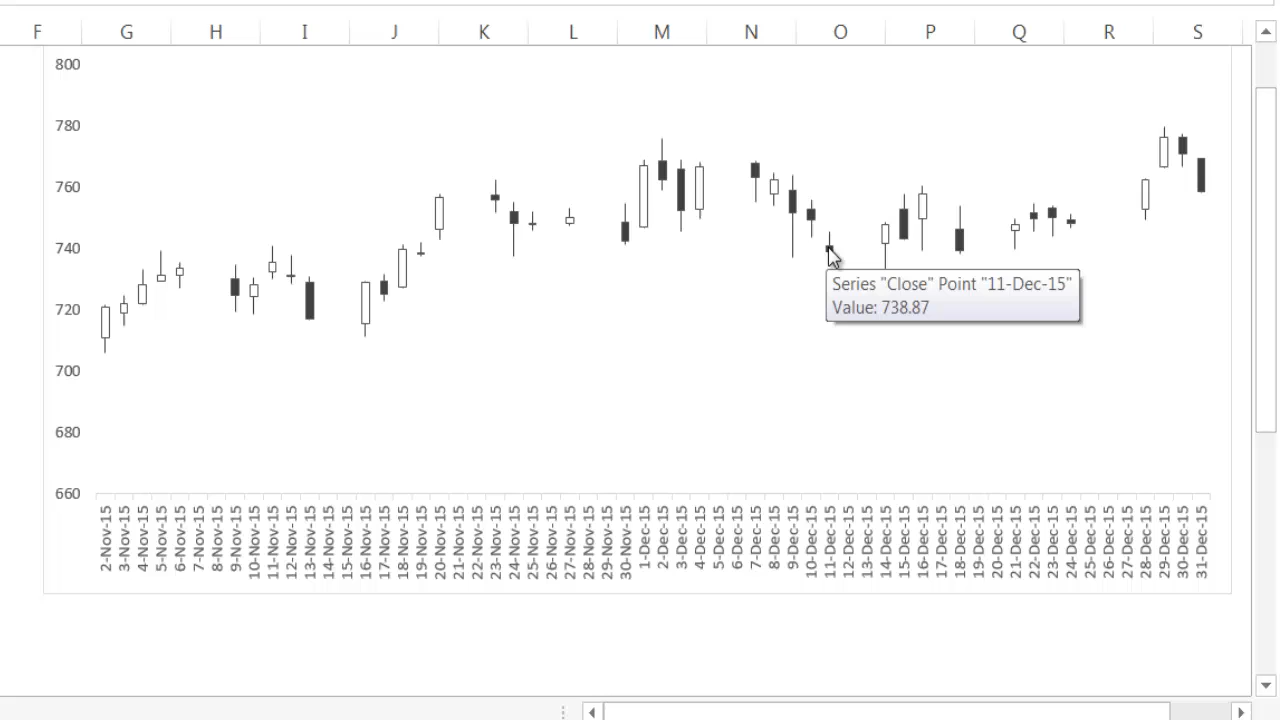 F G H I J K L M N O P Q R S
800
780
760
740
Series "Close" Point "11-Dec-15"
Value: 738.87
720
700
680
660
2-Nov-15
3-Nov-15
4-Nov-15
5-Nov-15
6-Nov-15
7-Nov-15
8-Nov-15
9-Nov-15
10-Nov-15
11-Nov-15
12-Nov-15
13-Nov-15
14-Nov-15
15-Nov-15
16-Nov-15
17-Nov-15
18-Nov-15
19-Nov-15
20-Nov-15
21-Nov-15
22-Nov-15
23-Nov-15
24-Nov-15
25-Nov-15
26-Nov-15
27-Nov-15
28-Nov-15
29-Nov-15
30-Nov-15
1-Dec-15
2-Dec-15
3-Dec-15
4-Dec-15
5-Dec-15
6-Dec-15
7-Dec-15
8-Dec-15
9-Dec-15
10-Dec-15
11-Dec-15
12-Dec-15
13-Dec-15
14-Dec-15
15-Dec-15
16-Dec-15
17-Dec-15
18-Dec-15
19-Dec-15
20-Dec-15
21-Dec-15
22-Dec-15
23-Dec-15
24-Dec-15
25-Dec-15
26-Dec-15
27-Dec-15
28-Dec-15
29-Dec-15
30-Dec-15
31-Dec-15